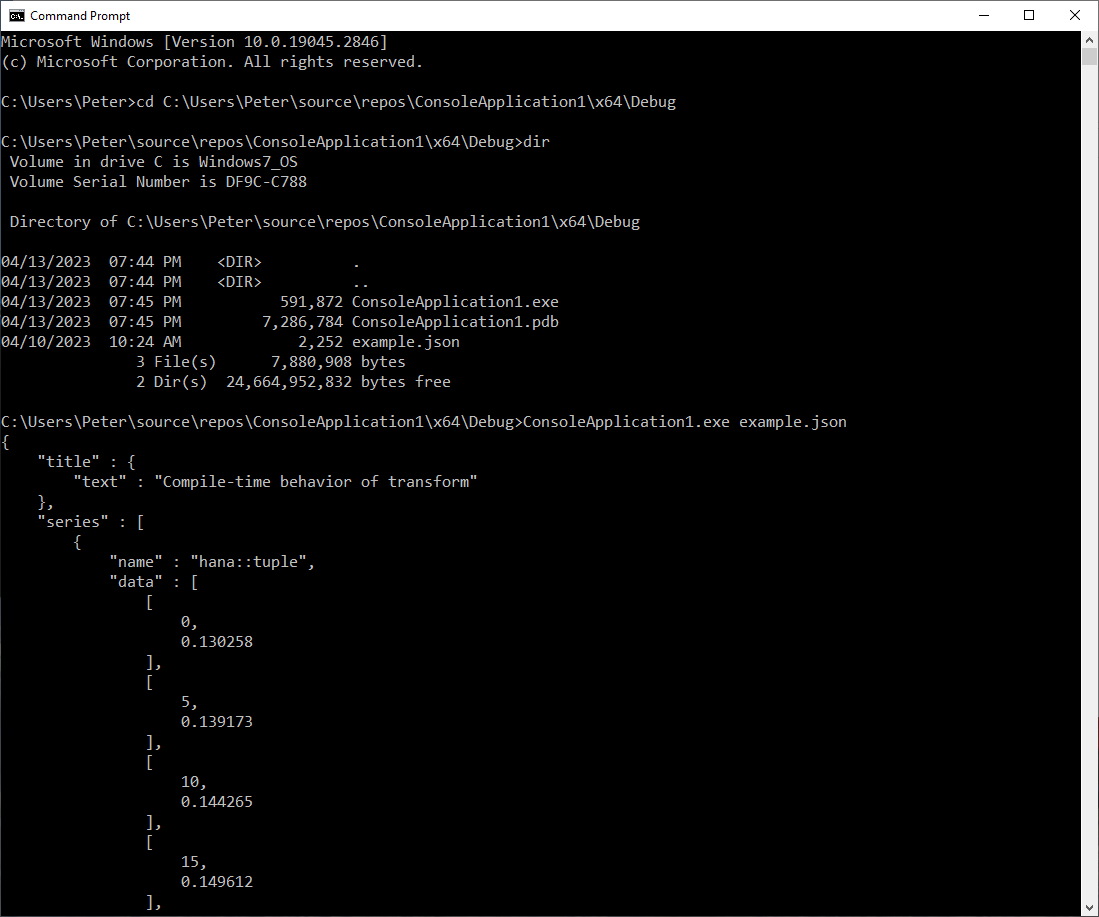 Command Prompt
Microsoft Windows [Version 10.0.19045.2846]
(c) Microsoft Corporation. All rights reserved.

C:\Users\Peter>cd C:\Users\Peter\source\repos\ConsoleApplication1\x64\Debug

C:\Users\Peter\source\repos\ConsoleApplication1\x64\Debug>dir
 Volume in drive C is Windows7_OS
 Volume Serial Number is DF9C-C788

 Directory of C:\Users\Peter\source\repos\ConsoleApplication1\x64\Debug

04/13/2023  07:44 PM    <DIR>          .
04/13/2023  07:44 PM    <DIR>          ..
04/13/2023  07:45 PM           591,872 ConsoleApplication1.exe
04/13/2023  07:45 PM         7,286,784 ConsoleApplication1.pdb
04/10/2023  10:24 AM             2,252 example.json
               3 File(s)      7,880,908 bytes
               2 Dir(s)  24,664,952,832 bytes free

C:\Users\Peter\source\repos\ConsoleApplication1\x64\Debug>ConsoleApplication1.exe example.json
{
    "title" : {
        "text" : "Compile-time behavior of transform"
    },
    "series" : [
        {
            "name" : "hana::tuple",
            "data" : [
                [
                    0,
                    0.130258
                ],
                [
                    5,
                    0.139173
                ],
                [
                    10,
                    0.144265
                ],
                [
                    15,
                    0.149612
                ],